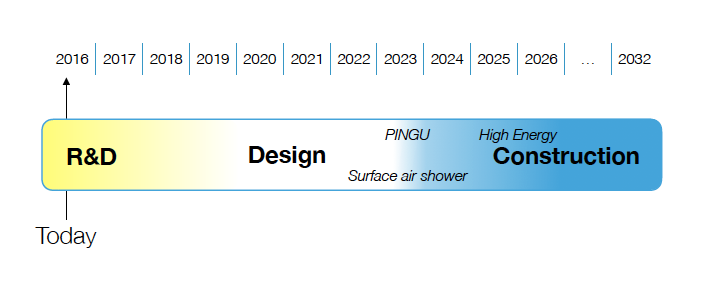 2016 2017 2018 2019 2020 2021 2022 2023 2024 2025 2026 ... 2032
PINGU High Energy
R&D Design Construction
Surface air shower
Today